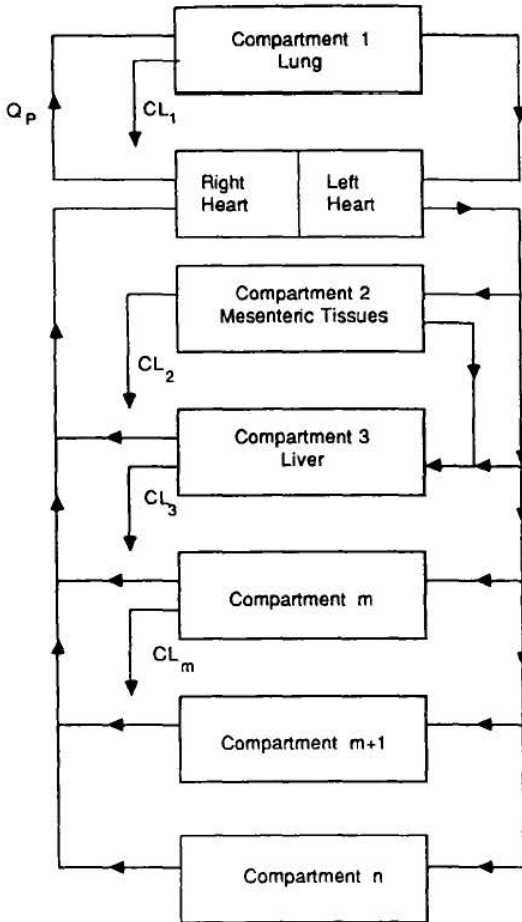 Compartment 1
Lung
Q_P
CL_1
Right
Heart
Left
Heart
Compartment 2
Mesenteric Tissues
CL_2
Compartment 3
Liver
CL_3
Compartment m
CL_m
Compartment m+1
Compartment n